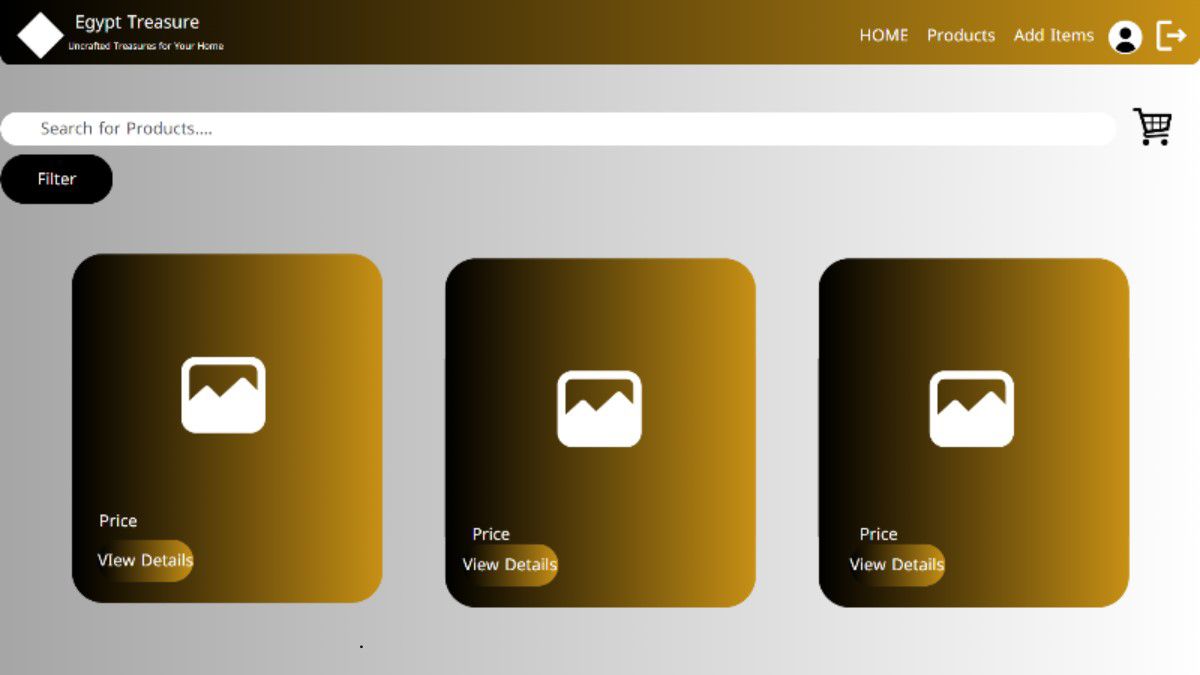 Egypt Treasure
Uncrafted Treasures for Your Home
HOME Products Add Items
Search for Products....
Filter
Price
VIew Details
Price
View Details
Price
View Details